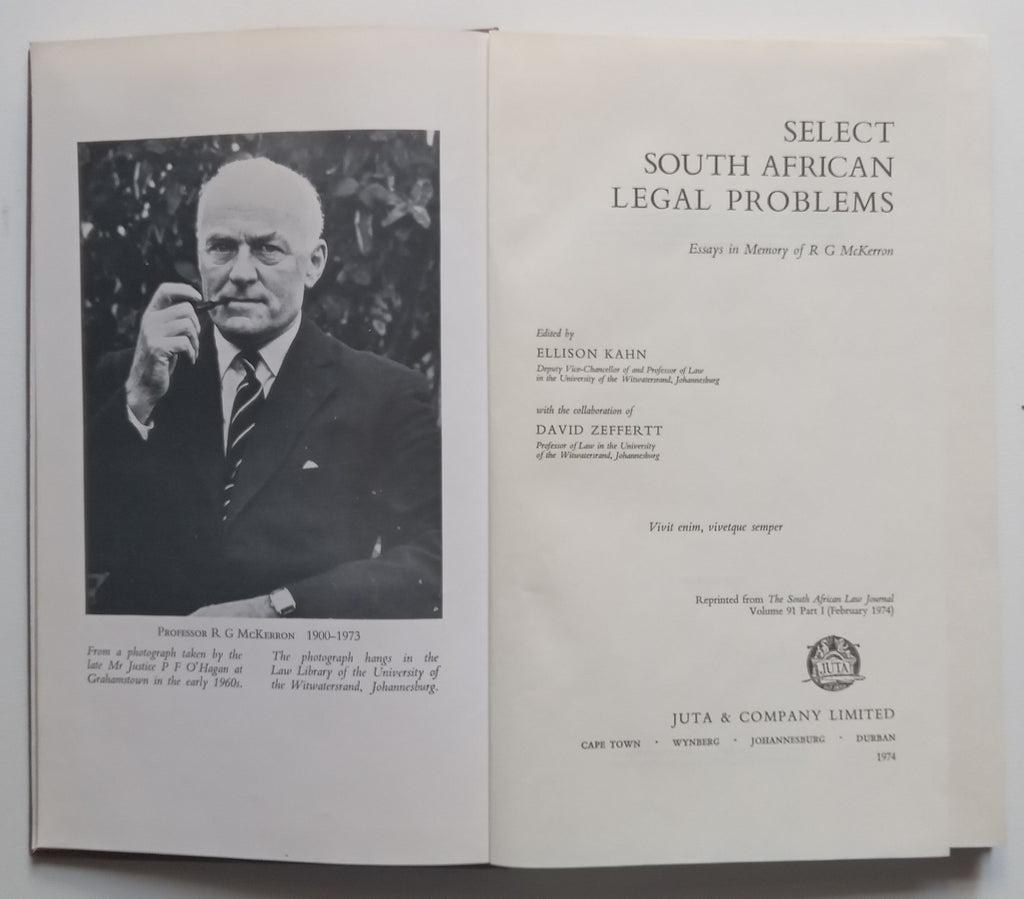 PROFESSOR R G MCKERRON 1900–1973
From a photograph taken by the
late Mr Justice P F O'Hagan at
Grahamstown in the early 1960s.
The photograph hangs in the
Law Library of the University of
the Witwatersrand, Johannesburg.
SELECT
SOUTH AFRICAN
LEGAL PROBLEMS
Essays in Memory of R G McKerron
Edited by
ELLISON KAHN
Deputy Vice-Chancellor of and Professor of Law
in the University of the Witwatersrand, Johannesburg
with the collaboration of
DAVID ZEFFERTT
Professor of Law in the University
of the Witwatersrand, Johannesburg
Vivit enim, vivetque semper
Reprinted from The South African Law Journal
Volume 91 Part I (February 1974)
JUTA
JUTA & COMPANY LIMITED
CAPE TOWN · WYNBERG · JOHANNESBURG · DURBAN
1974